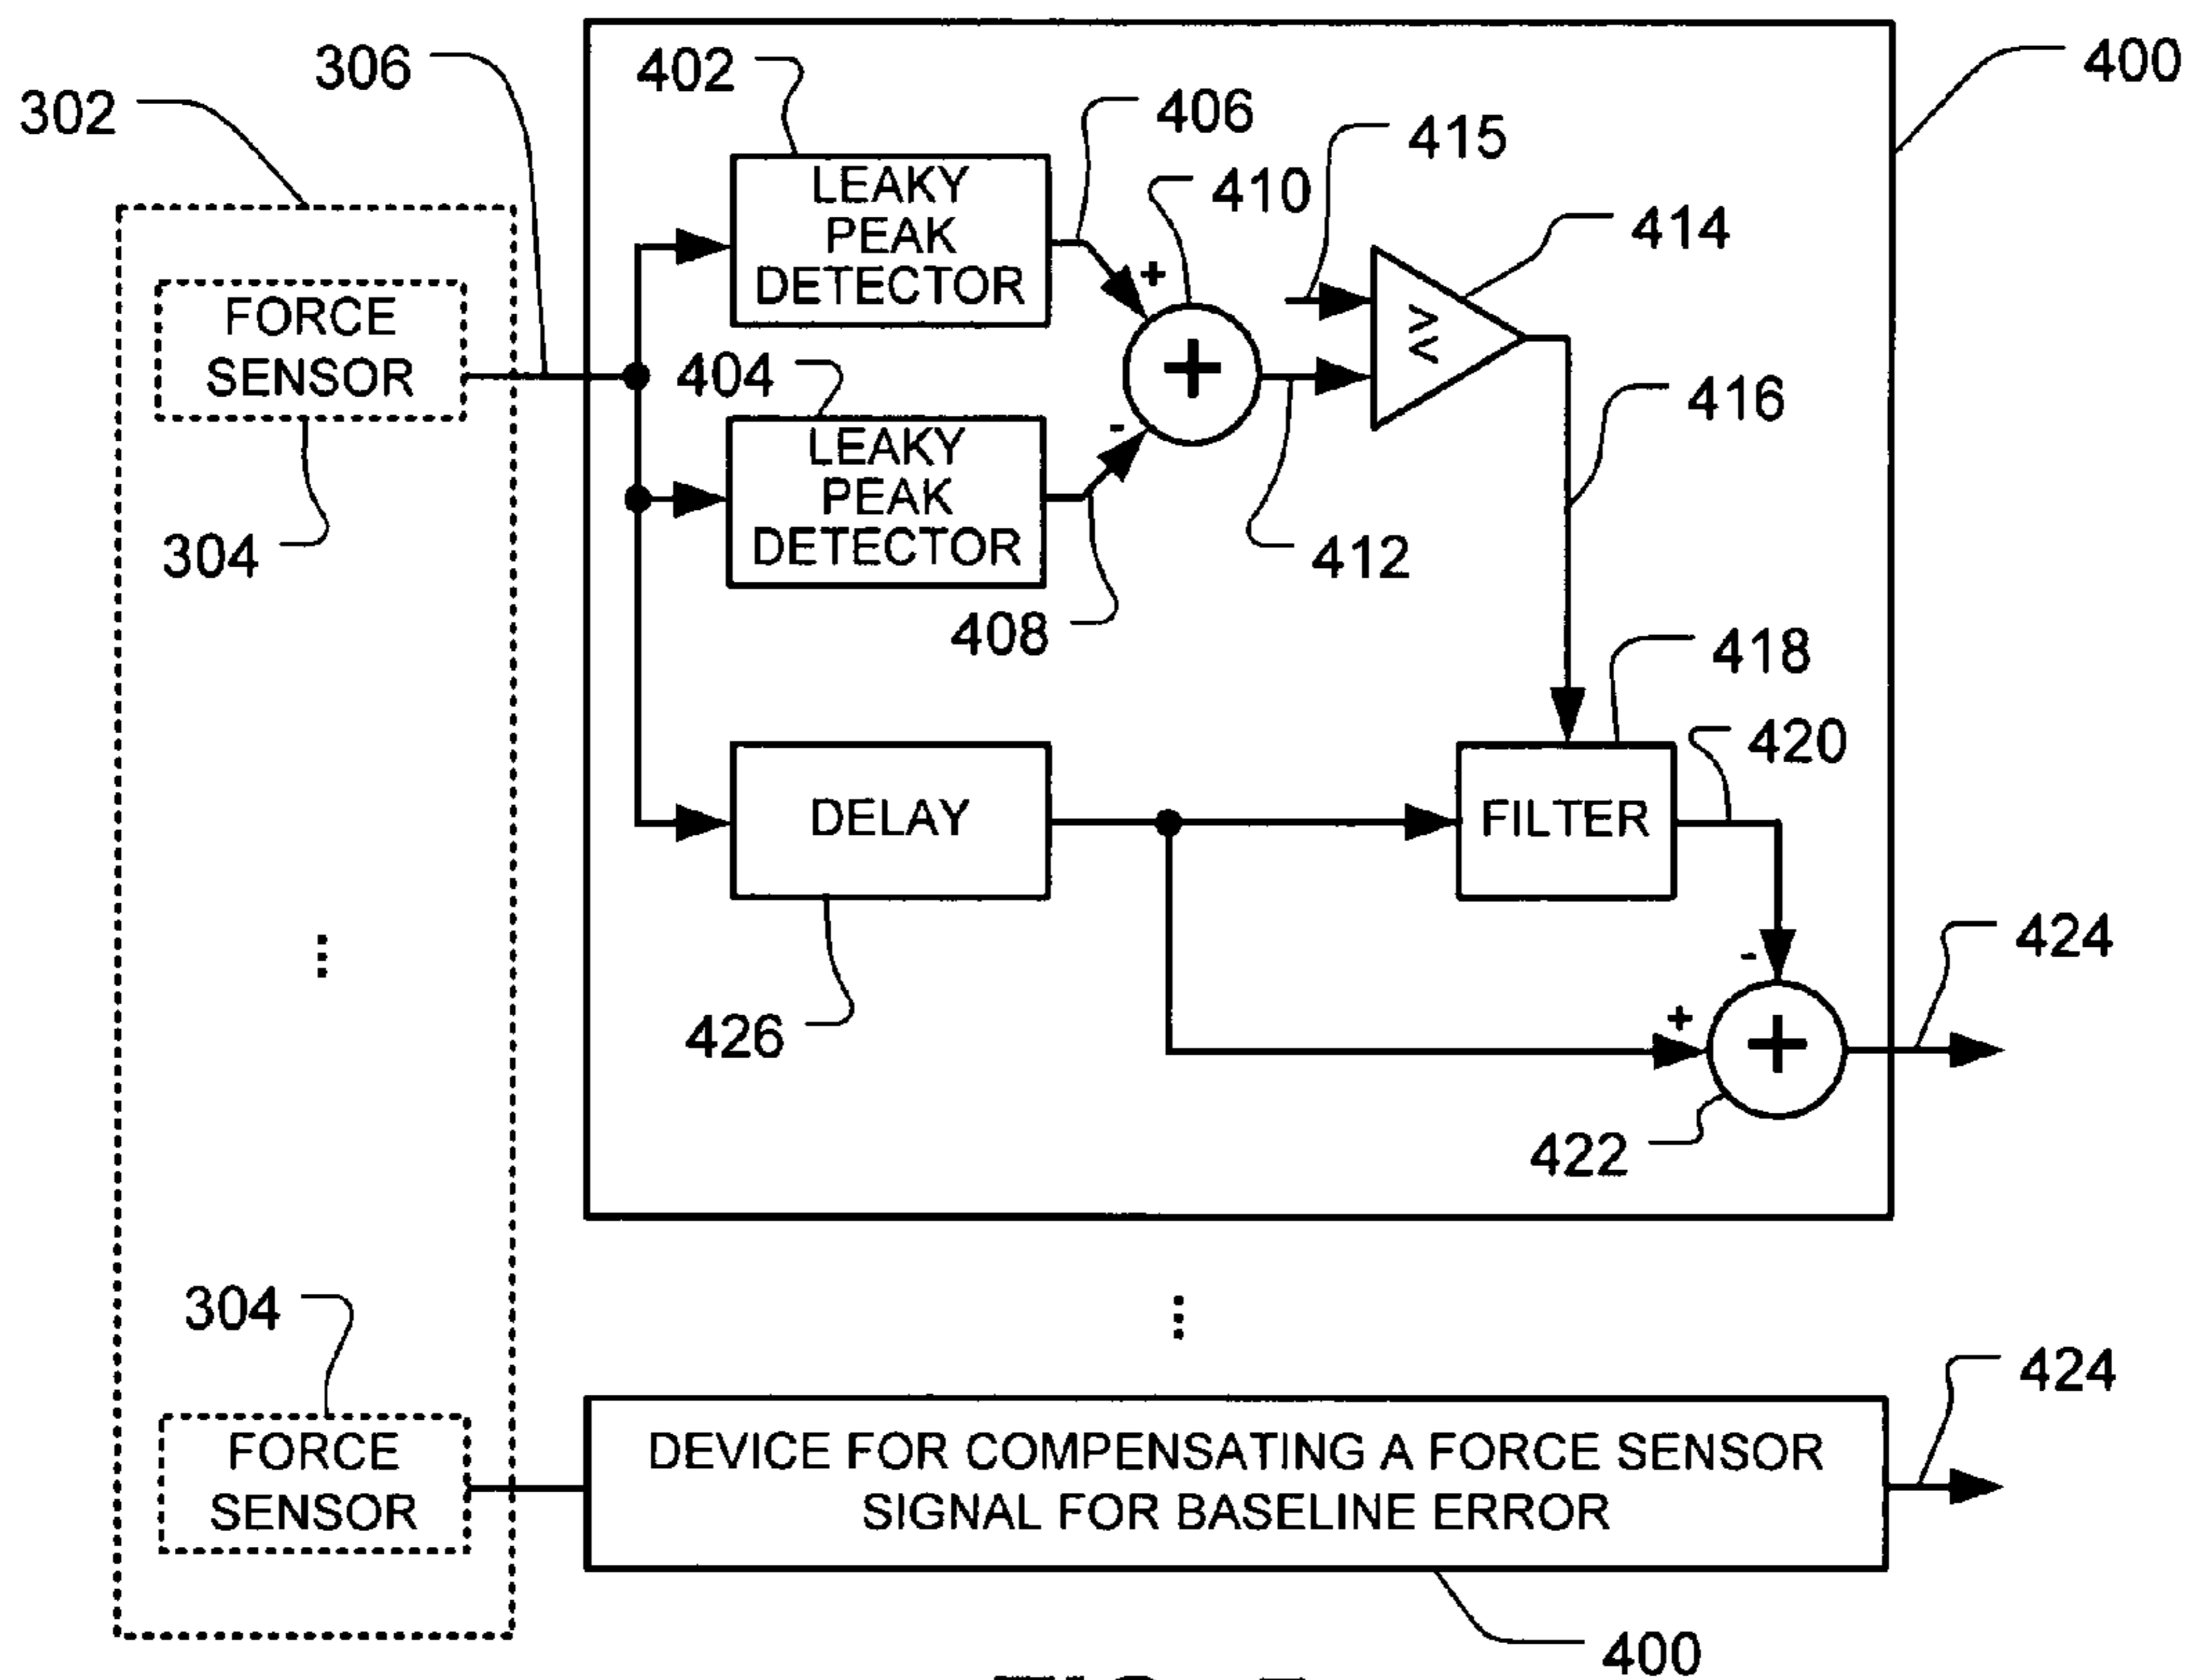 306
402
400
302
406
415
410
414
LEAKY
PEAK
DETECTOR
+
≥
≤
FORCE
SENSOR
404
+
416
-
LEAKY
PEAK
DETECTOR
304
412
408
418
420
DELAY
FILTER
424
-
426
+
+
422
304
424
FORCE
SENSOR
DEVICE FOR COMPENSATING A FORCE SENSOR
SIGNAL FOR BASELINE ERROR
400